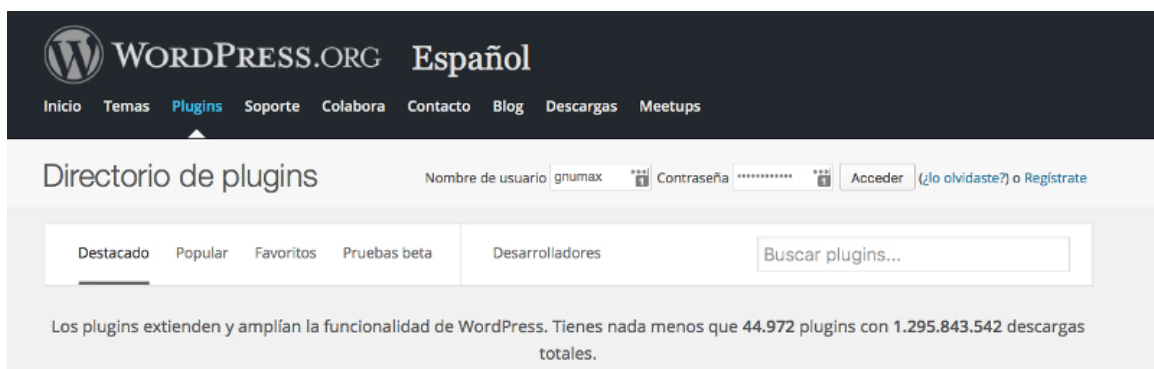 WORDPRESS.ORG Español
Inicio Temas Plugins Soporte Colabora Contacto Blog Descargas Meetups
Directorio de plugins Nombre de usuario gnumax Contraseña ············ Acceder (¿lo olvidaste?) o Regístrate
Destacado Popular Favoritos Pruebas beta Desarrolladores Buscar plugins...
Los plugins extienden y amplían la funcionalidad de WordPress. Tienes nada menos que 44.972 plugins con 1.295.843.542 descargas
totales.